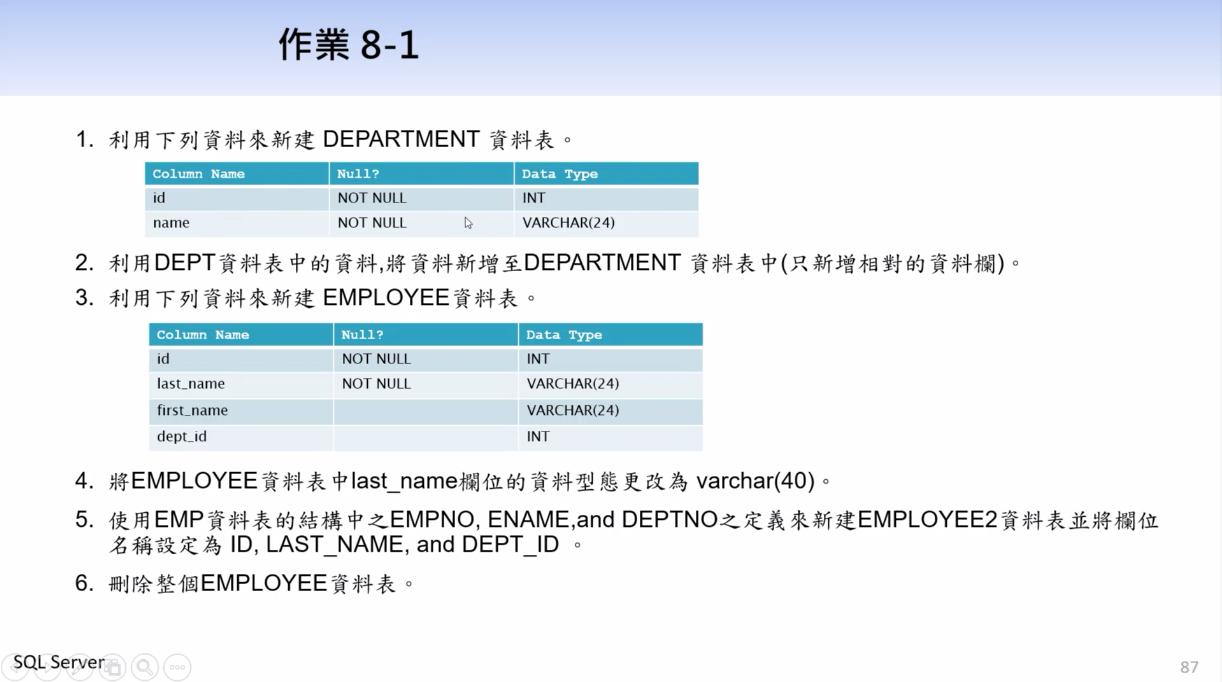 作業 8-1
1. 利用下列資料來新建 DEPARTMENT 資料表。
Column Name Null? Data Type
id NOT NULL INT
name NOT NULL VARCHAR(24)
2. 利用DEPT資料表中的資料,將資料新增至DEPARTMENT 資料表中(只新增相對的資料欄)。
3. 利用下列資料來新建 EMPLOYEE資料表。
Column Name Null? Data Type
id NOT NULL INT
last_name NOT NULL VARCHAR(24)
first_name VARCHAR(24)
dept_id INT
4. 將EMPLOYEE資料表中last_name欄位的資料型態更改為 varchar(40)。
5. 使用EMP資料表的結構中之EMPNO, ENAME,and DEPTNO之定義來新建EMPLOYEE2資料表並將欄位
名稱設定為 ID, LAST_NAME, and DEPT_ID 。
6. 刪除整個EMPLOYEE資料表。
SQL Server
87